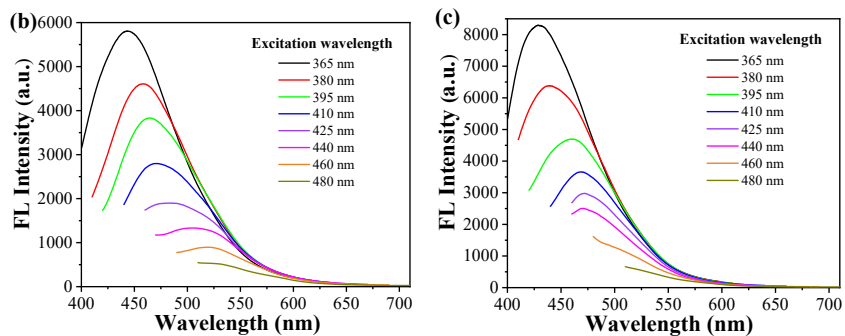 (b)
6000
5000
4000
3000
2000
1000
0
FL Intensity (a.u.)
Excitation wavelength
365 nm
380 nm
395 nm
410 nm
425 nm
440 nm
460 nm
480 nm
400 450 500 550 600 650 700
Wavelength (nm)
(c)
8000
7000
6000
5000
4000
3000
2000
1000
0
FL Intensity (a.u.)
Excitation wavelength
365 nm
380 nm
395 nm
410 nm
425 nm
440 nm
460 nm
480 nm
400 450 500 550 600 650 700
Wavelength (nm)